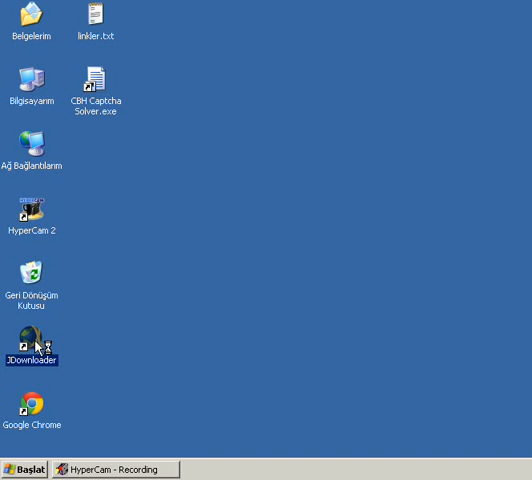 Belgelerim
linkler.txt
Bilgisayarım
CBH Captcha
Solver.exe
Ağ Bağlantılarım
HyperCam 2
Geri Dönüşüm
Kutusu
JDownloader
Google Chrome
Başlat
HyperCam - Recording